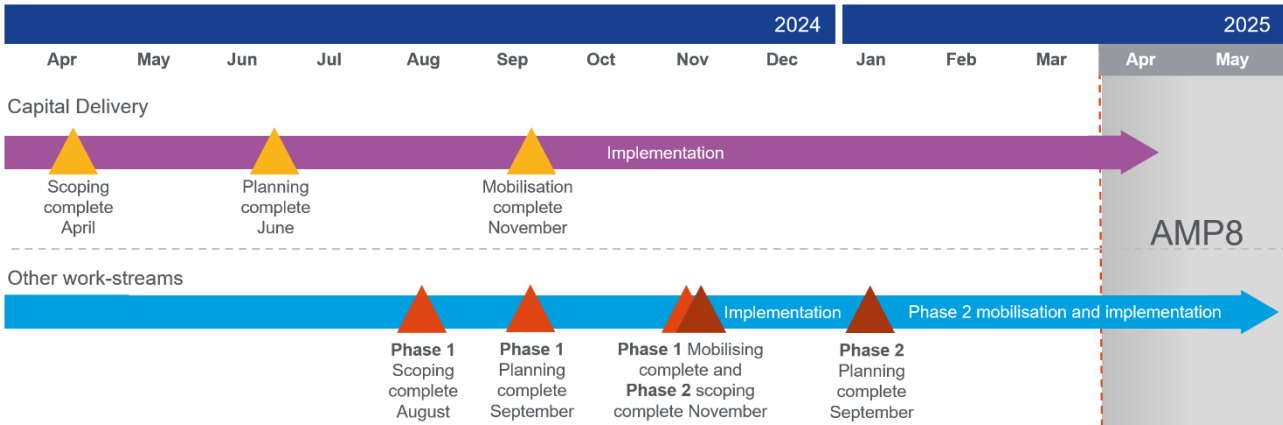 2024 2025
Apr May Jun Jul Aug Sep Oct Nov Dec Jan Feb Mar Apr May
Capital Delivery
Implementation
Scoping
complete
April
Planning
complete
June
Mobilisation
complete
November
AMP8
Other work-streams
Implementation
Phase 2 mobilisation and implementation
Phase 1
Scoping
complete
August
Phase 1
Planning
complete
September
Phase 1 Mobilising
complete and
Phase 2 scoping
complete November
Phase 2
Planning
complete
September